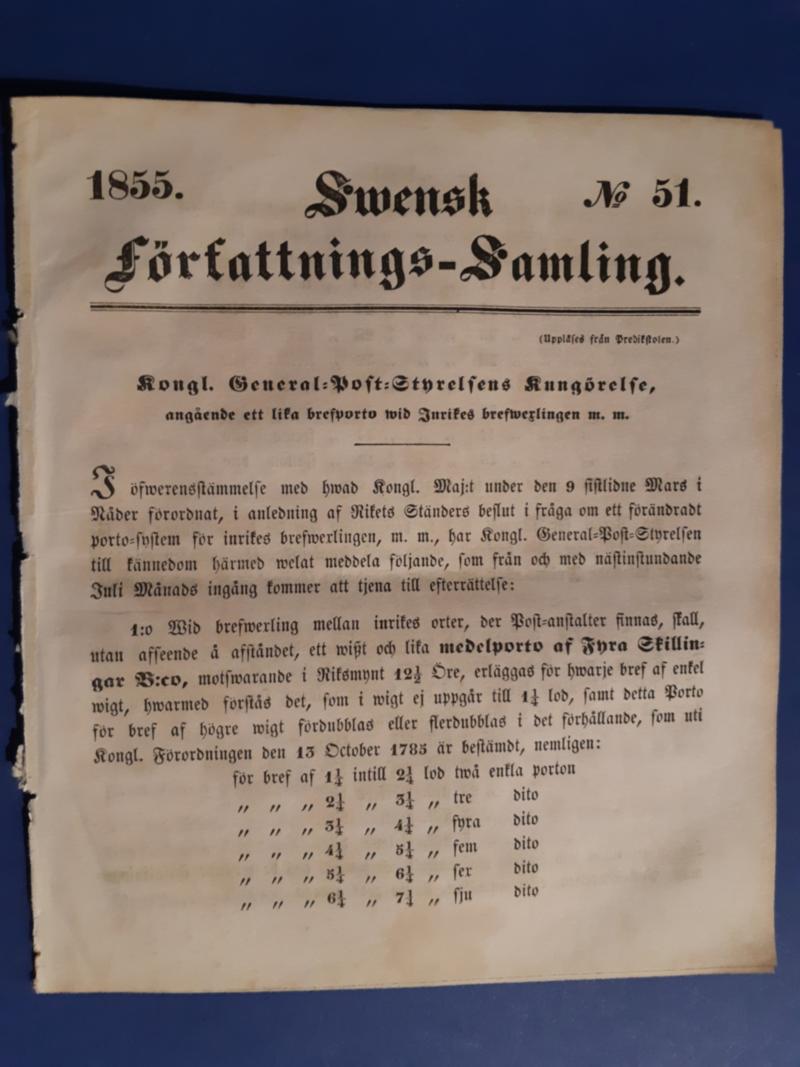 1855. Swensk № 51.
Författnings-Samling.
(Uppläses från Predikstolen.)
Kongl. General-Post-Styrelsens Kungörelse,
angående ett lika brefporto wid Inrikes brefwexlingen m. m.
I öfwerensstämmelse med hwad Kongl. Maj:t under den 9 sistlidne Mars i
Nåder förordnat, i anledning af Rikets Ständers beslut i fråga om ett förändradt
porto-system för inrikes brefwexlingen, m. m., har Kongl. General-Post-Styrelsen
till kännedom härmed welat meddela följande, som från och med nästinstundande
Juli Månads ingång kommer att tjena till efterrättelse:
1:o Wid brefwexling mellan inrikes orter, der Post-anstalter finnas, skall,
utan afseende å afståndet, ett wißt och lika medelporto af Fyra Skillin-
gar B:co, motswarande i Riksmynt 12½ Öre, erläggas för hwarje bref af enkel
wigt, hwarmed förstås det, som i wigt ej uppgår till 1¼ lod, samt detta Porto
för bref af högre wigt fördubblas eller flerdubblas i det förhållande, som uti
Kongl. Förordningen den 13 October 1785 är bestämdt, nemligen:
för bref af 1¼ intill 2¼ lod twå enkla porton
„ „ „ 2¼ „ 3¼ „ tre dito
„ „ „ 3¼ „ 4¼ „ fyra dito
„ „ „ 4¼ „ 5¼ „ fem dito
„ „ „ 5¼ „ 6¼ „ sex dito
„ „ „ 6¼ „ 7¼ „ sju dito